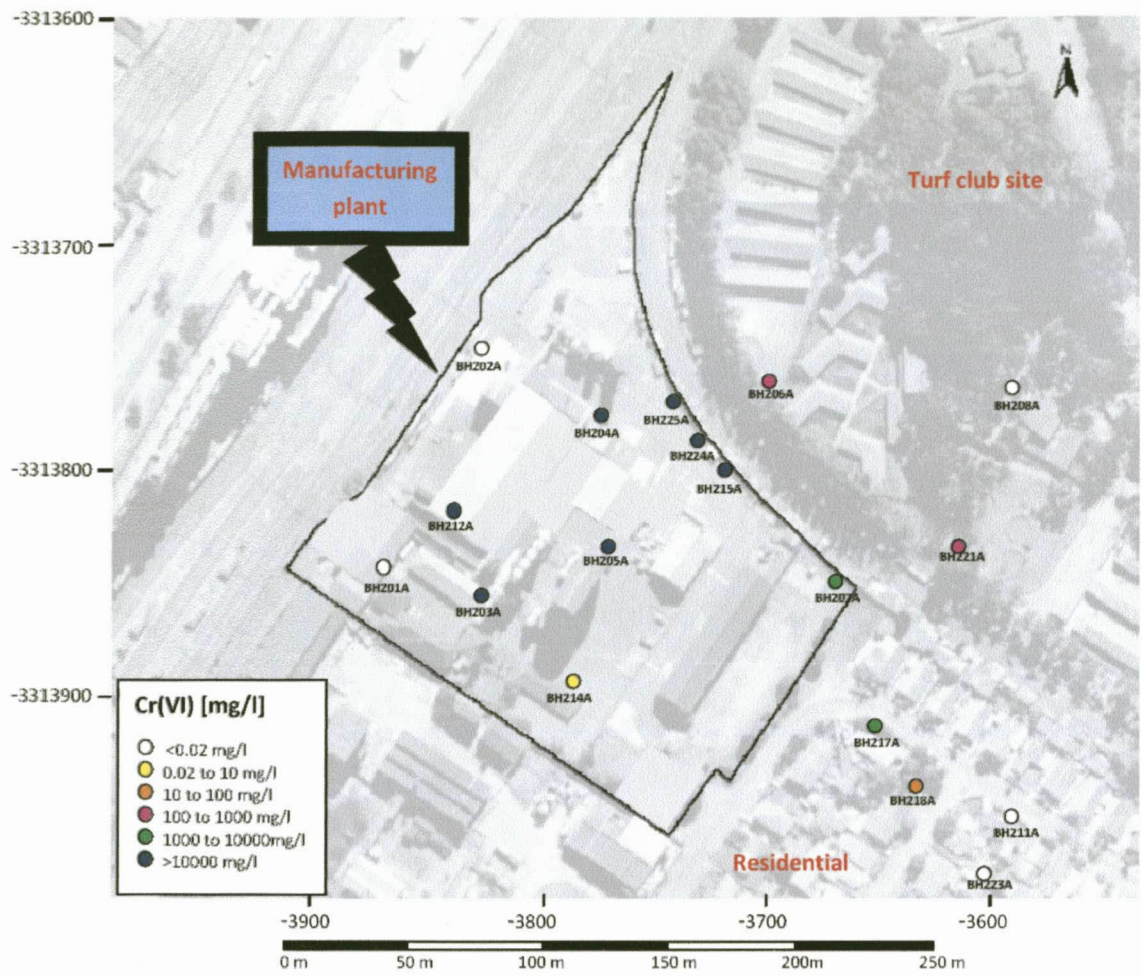 -3313600
N
Manufacturing
plant
Turf club site
-3313700
BH202A
BH206A
BH208A
BH225A
BH204A
BH224A
-3313800
BH215A
BH212A
BH221A
BH205A
BH201A
BH207A
BH203A
-3313900
BH214A
Cr(VI) [mg/l]
<0.02 mg/l
0.02 to 10 mg/l
10 to 100 mg/l
100 to 1000 mg/l
1000 to 10000mg/l
>10000 mg/l
BH217A
BH218A
BH211A
Residential
BH223A
-3900
-3800
-3700
-3600
0 m
50 m
100 m
150 m
200m
250 m